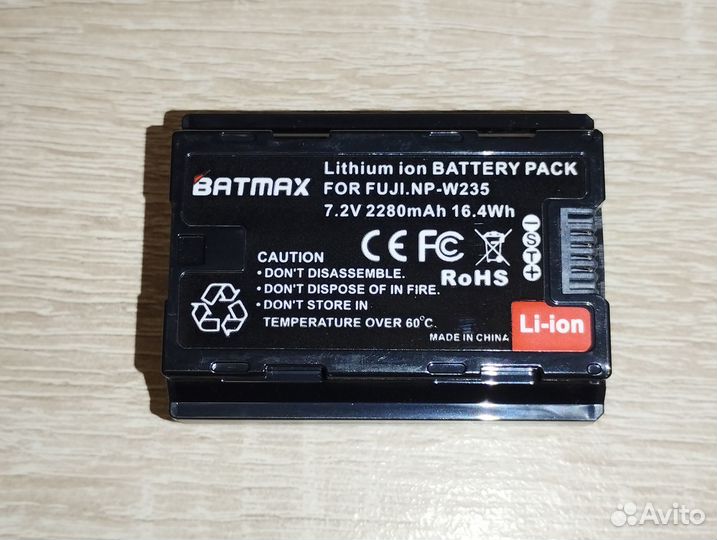 BATMAX
Lithium ion BATTERY PACK
FOR FUJI.NP-W235
7.2V 2280mAh 16.4Wh
CE FC
RoHS
- S T +
CAUTION
• DON'T DISASSEMBLE.
• DON'T DISPOSE OF IN FIRE.
• DON'T STORE IN
TEMPERATURE OVER 60°C.
MADE IN CHINA
Li-ion
Avito